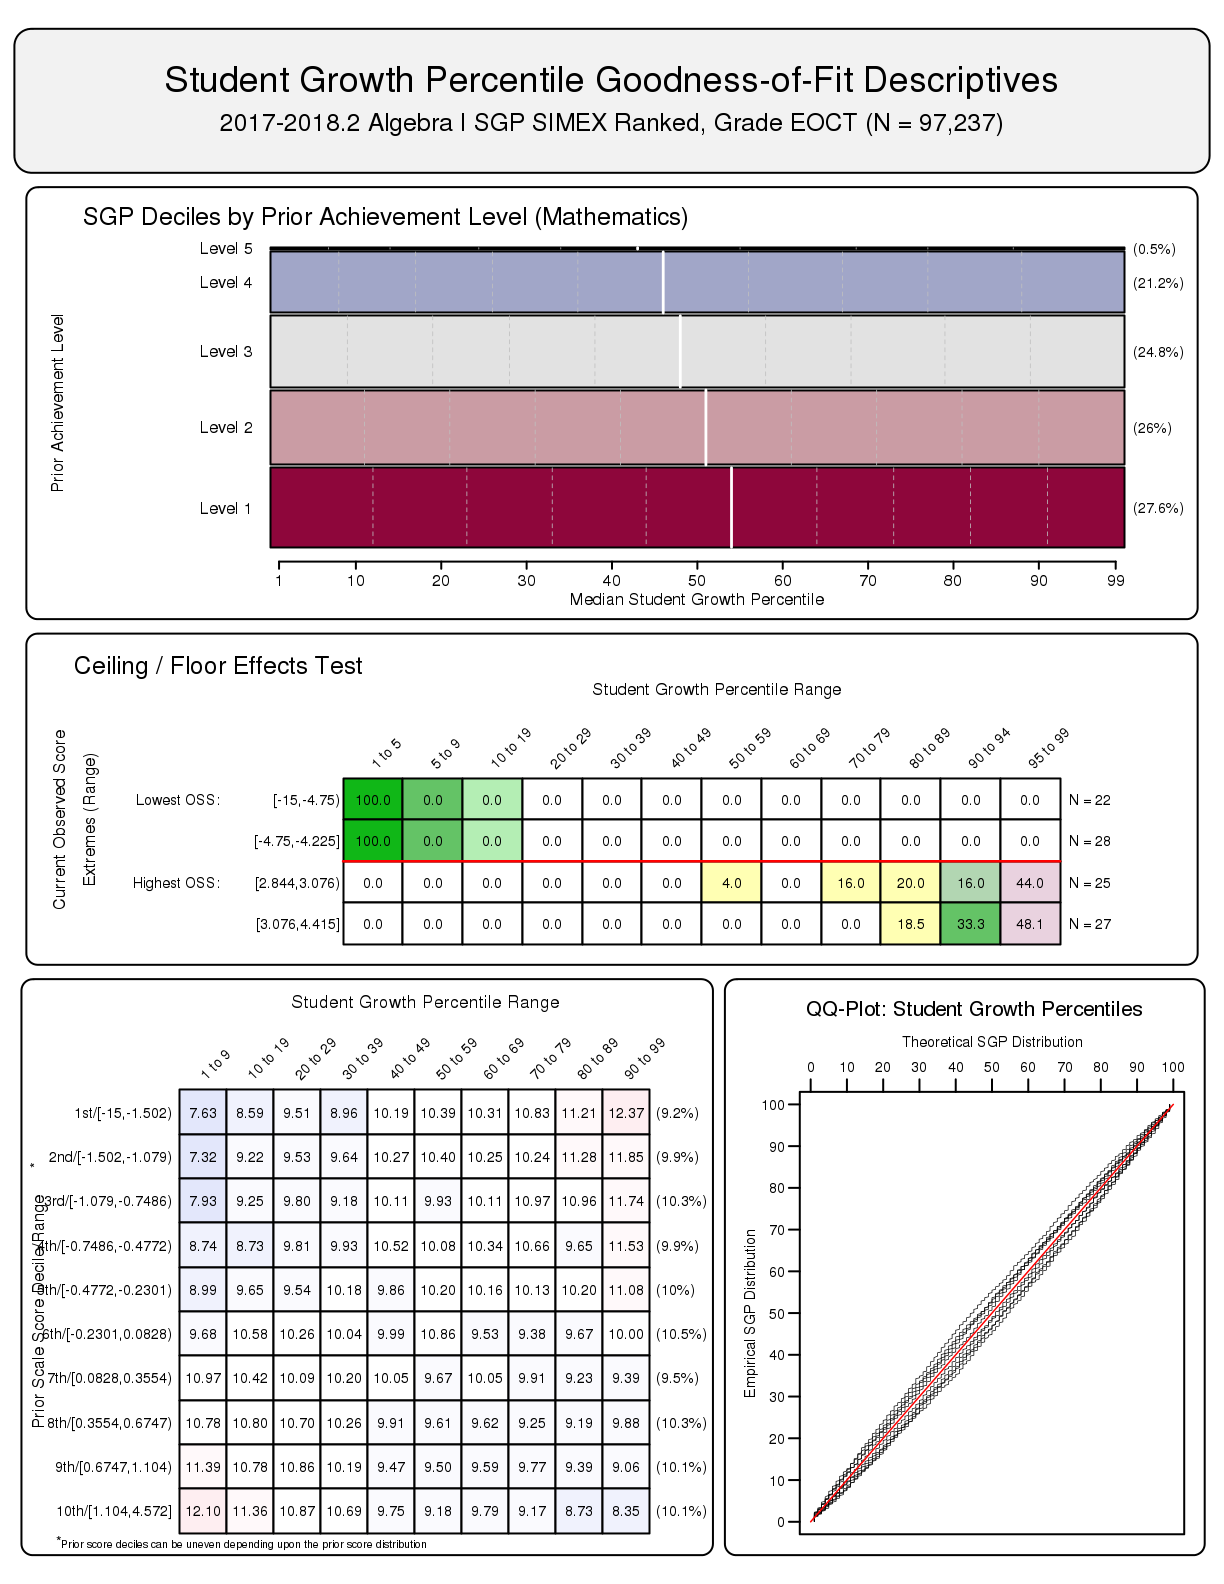 Student Growth Percentile Goodness-of-Fit Descriptives
2017-2018.2 Algebra I SGP SIMEX Ranked, Grade EOCT (N = 97,237)
SGP Deciles by Prior Achievement Level (Mathematics)
Prior Achievement Level
Level 5 (0.5%)
Level 4 (21.2%)
Level 3 (24.8%)
Level 2 (26%)
Level 1 (27.6%)
1 10 20 30 40 50 60 70 80 90 99
Median Student Growth Percentile
Ceiling / Floor Effects Test
Student Growth Percentile Range
Current Observed Score
Extremes (Range)
1 to 5 5 to 9 10 to 19 20 to 29 30 to 39 40 to 49 50 to 59 60 to 69 70 to 79 80 to 89 90 to 94 95 to 99
Lowest OSS: [-15,-4.75) 100.0 0.0 0.0 0.0 0.0 0.0 0.0 0.0 0.0 0.0 0.0 0.0 N = 22
[-4.75,-4.225] 100.0 0.0 0.0 0.0 0.0 0.0 0.0 0.0 0.0 0.0 0.0 0.0 N = 28
Highest OSS: [2.844,3.076) 0.0 0.0 0.0 0.0 0.0 0.0 4.0 0.0 16.0 20.0 16.0 44.0 N = 25
[3.076,4.415] 0.0 0.0 0.0 0.0 0.0 0.0 0.0 0.0 0.0 18.5 33.3 48.1 N = 27
Student Growth Percentile Range
Prior Scale Score Decile/Range *
1 to 9 10 to 19 20 to 29 30 to 39 40 to 49 50 to 59 60 to 69 70 to 79 80 to 89 90 to 99
1st/[-15,-1.502) 7.63 8.59 9.51 8.96 10.19 10.39 10.31 10.83 11.21 12.37 (9.2%)
2nd/[-1.502,-1.079) 7.32 9.22 9.53 9.64 10.27 10.40 10.25 10.24 11.28 11.85 (9.9%)
3rd/[-1.079,-0.7486) 7.93 9.25 9.80 9.18 10.11 9.93 10.11 10.97 10.96 11.74 (10.3%)
4th/[-0.7486,-0.4772) 8.74 8.73 9.81 9.93 10.52 10.08 10.34 10.66 9.65 11.53 (9.9%)
5th/[-0.4772,-0.2301) 8.99 9.65 9.54 10.18 9.86 10.20 10.16 10.13 10.20 11.08 (10%)
6th/[-0.2301,0.0828) 9.68 10.58 10.26 10.04 9.99 10.86 9.53 9.38 9.67 10.00 (10.5%)
7th/[0.0828,0.3554) 10.97 10.42 10.09 10.20 10.05 9.67 10.05 9.91 9.23 9.39 (9.5%)
8th/[0.3554,0.6747) 10.78 10.80 10.70 10.26 9.91 9.61 9.62 9.25 9.19 9.88 (10.3%)
9th/[0.6747,1.104) 11.39 10.78 10.86 10.19 9.47 9.50 9.59 9.77 9.39 9.06 (10.1%)
10th/[1.104,4.572] 12.10 11.36 10.87 10.69 9.75 9.18 9.79 9.17 8.73 8.35 (10.1%)
*Prior score deciles can be uneven depending upon the prior score distribution
QQ-Plot: Student Growth Percentiles
Theoretical SGP Distribution
0 10 20 30 40 50 60 70 80 90 100
Empirical SGP Distribution
100
90
80
70
60
50
40
30
20
10
0